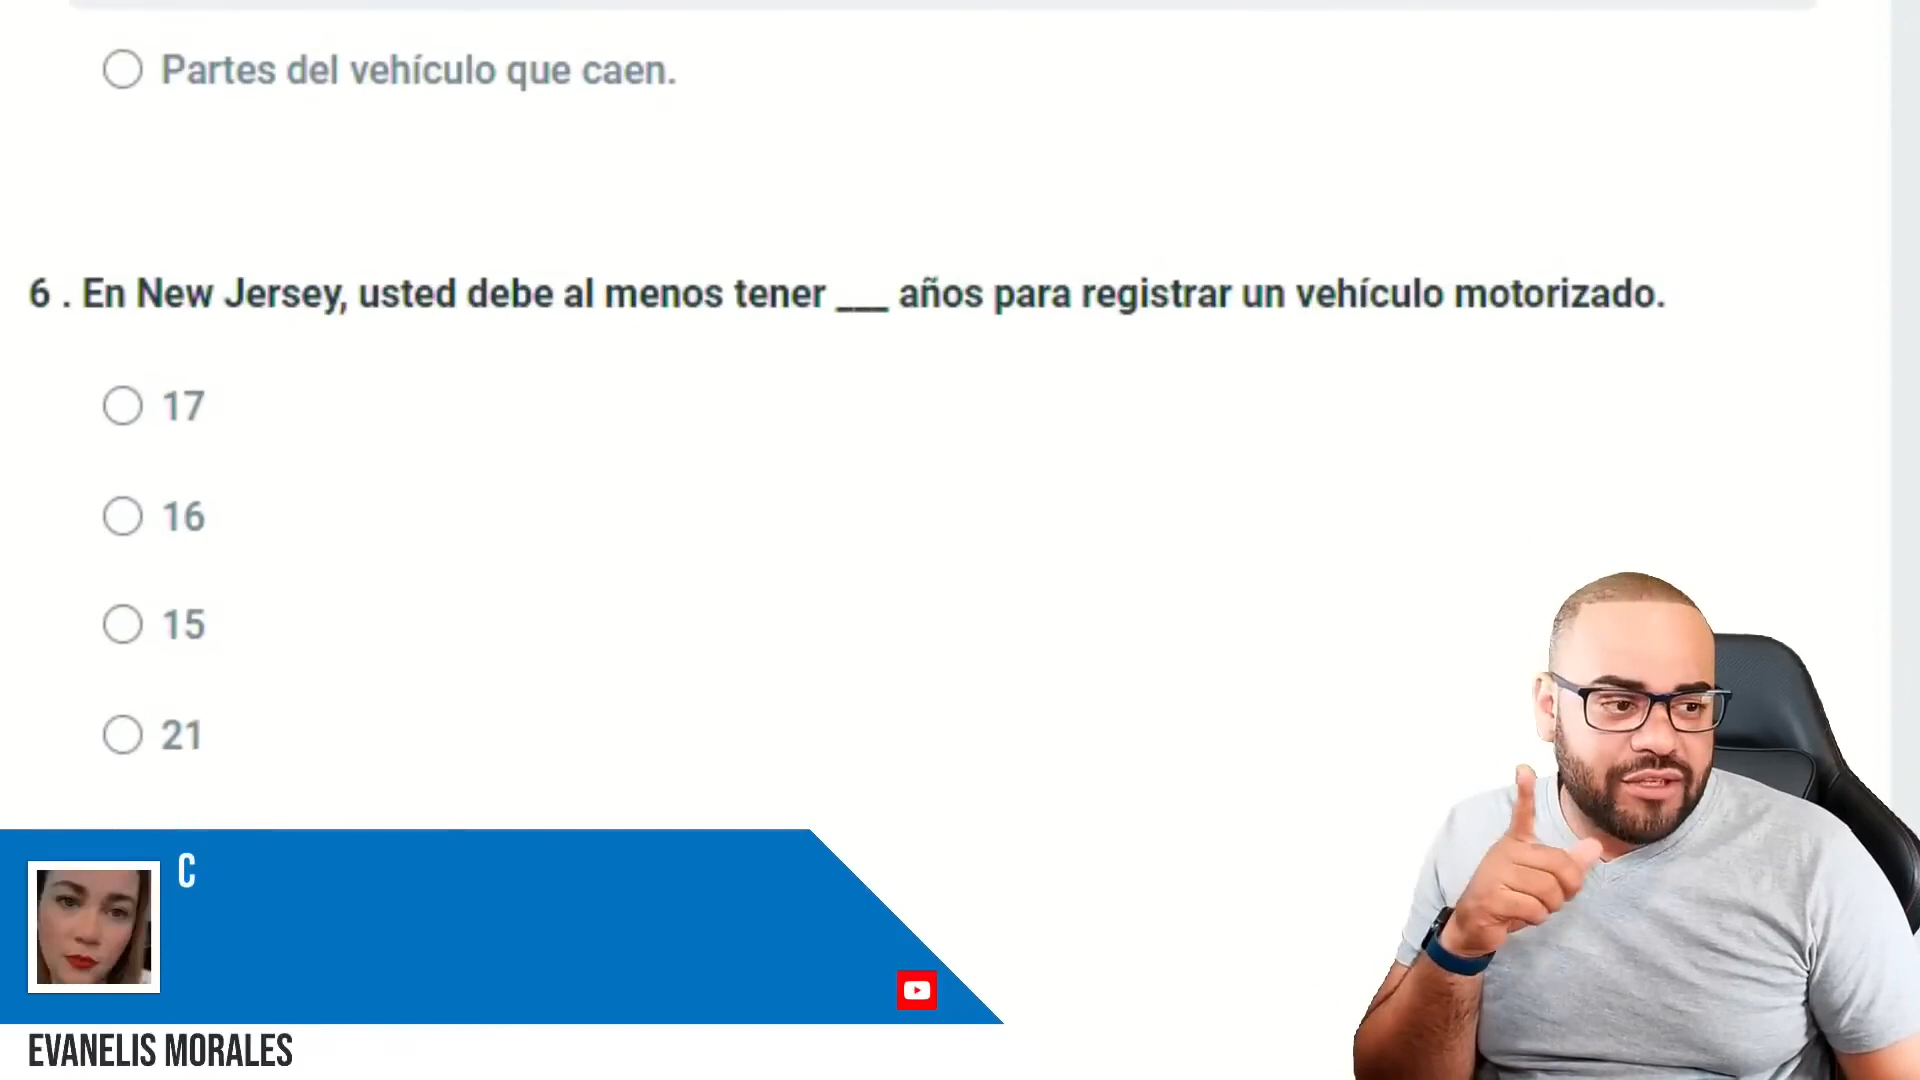 Partes del vehículo que caen.
6 . En New Jersey, usted debe al menos tener ___ años para registrar un vehículo motorizado.
17
16
15
21
C
EVANELIS MORALES